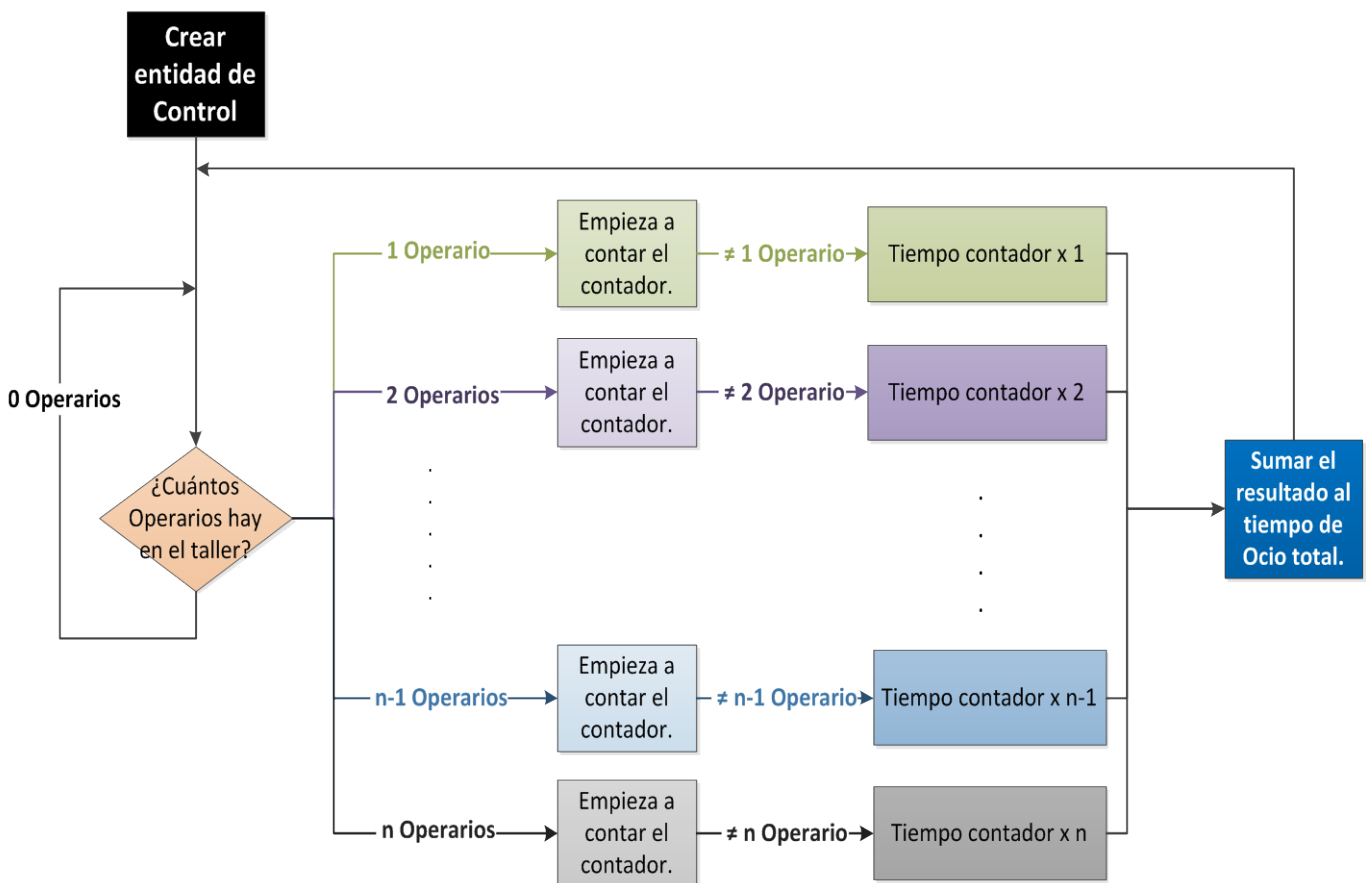 Crear
entidad de
Control
1 Operario
Empieza a
contar el
contador.
≠ 1 Operario
Tiempo contador x 1
0 Operarios
2 Operarios
Empieza a
contar el
contador.
≠ 2 Operario
Tiempo contador x 2
¿Cuántos
Operarios hay
en el taller?
Sumar el
resultado al
tiempo de
Ocio total.
n-1 Operarios
Empieza a
contar el
contador.
≠ n-1 Operario
Tiempo contador x n-1
n Operarios
Empieza a
contar el
contador.
≠ n Operario
Tiempo contador x n